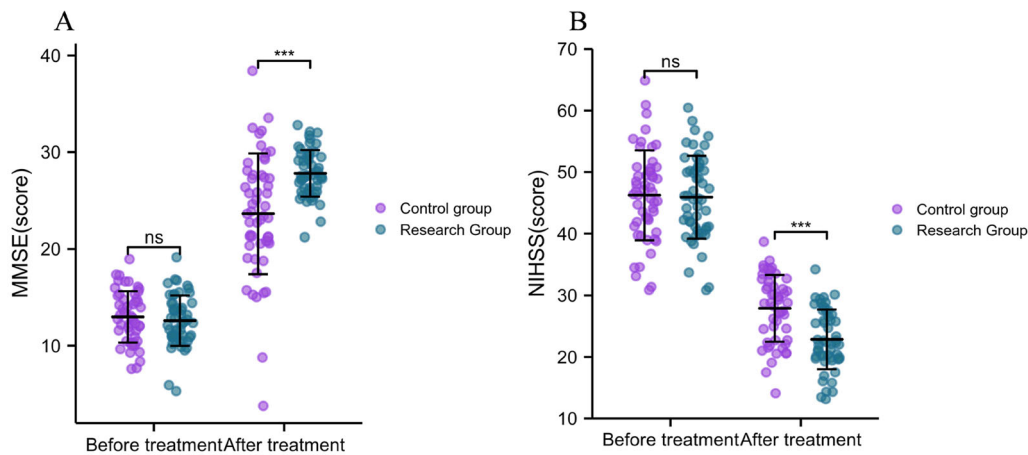 A
MMSE(score)
40
30
20
10
ns
***
Before treatment
After treatment
Control group
Research Group
B
NIHSS(score)
70
60
50
40
30
20
10
ns
***
Before treatment
After treatment
Control group
Research Group